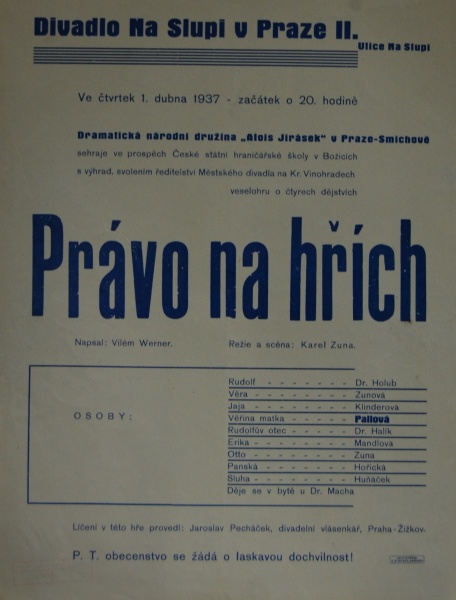 Divadlo Na Slupi v Praze II.
Ulice Na Slupi
Ve čtvrtek 1. dubna 1937 - začátek o 20. hodině
Dramatická národní družina „Alois Jirásek“ v Praze-Smíchově
sehraje ve prospěch České státní hraničářské školy v Božicích
s výhrad. svolením ředitelství Městského divadla na Kr. Vinohradech
veselohru o čtyrech dějstvích
Právo na hřích
Napsal: Vilém Werner. Režie a scéna: Karel Zuna.
OSOBY:
Rudolf - - - - - - - Dr. Holub
Věra - - - - - - - Zunová
Jaja - - - - - - - Klinderová
Věřina matka - - - - - Pallová
Rudolfův otec - - - - - Dr. Halík
Erika - - - - - - - Mandlová
Otto - - - - - - - Zuna
Panská - - - - - - - Hořická
Sluha - - - - - - - Huňáček
Děje se v bytě u Dr. Macha
Líčení v této hře provedl: Jaroslav Pecháček, divadelní vlásenkář, Praha-Žižkov.
P. T. obecenstvo se žádá o laskavou dochvilnost!